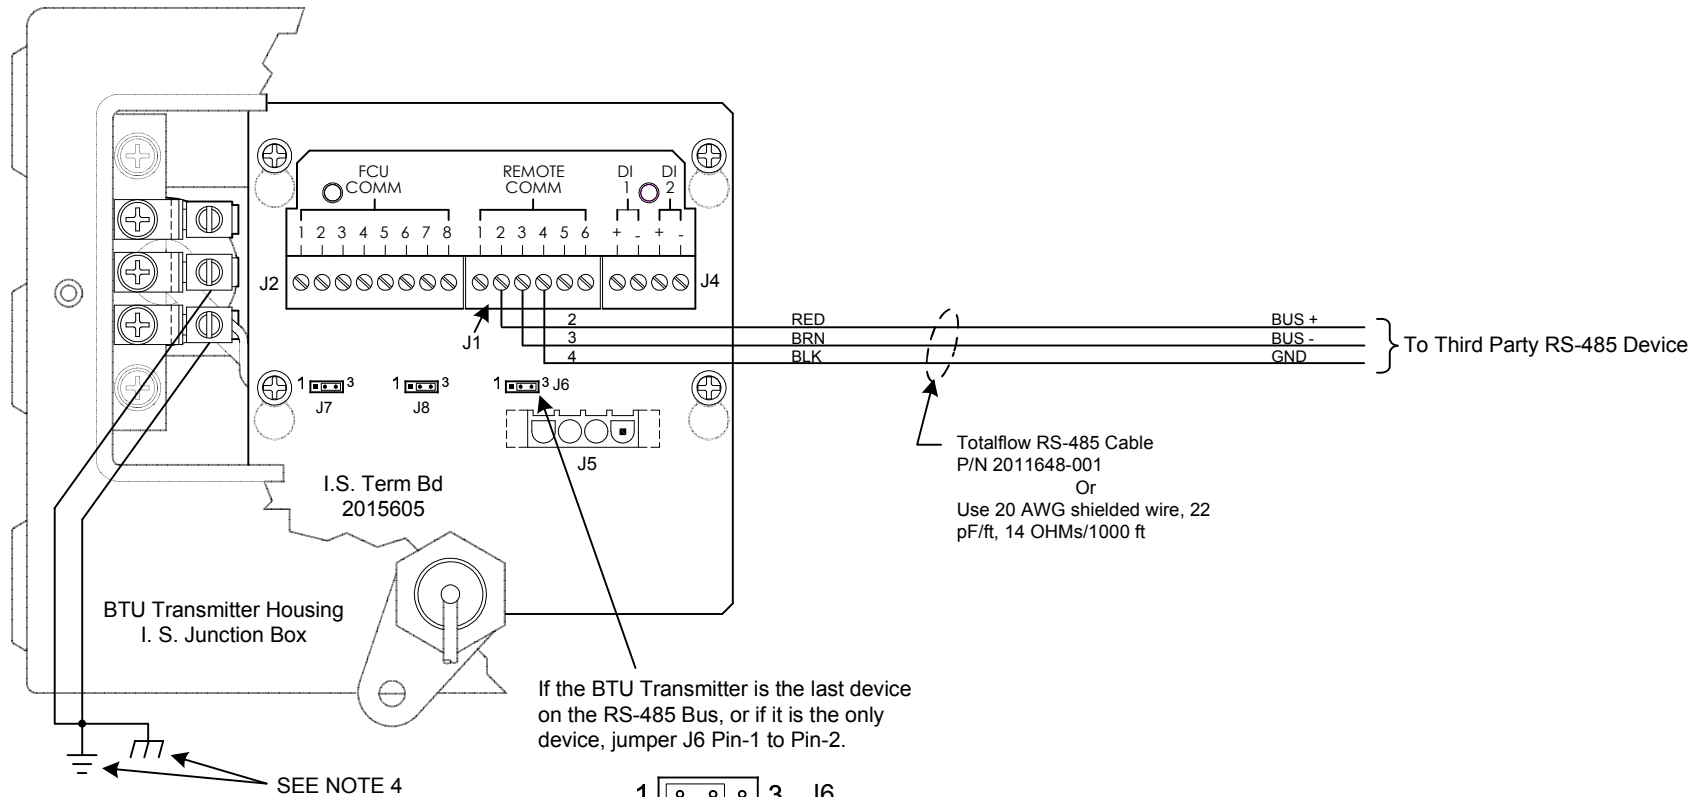 FCU
COMM
REMOTE
COMM
DI
1
DI
2
1 2 3 4 5 6 7 8
1 2 3 4 5 6
+ - + -
J2
J4
J1
2 RED BUS +
3 BRN BUS -
4 BLK GND
To Third Party RS-485 Device
1 3
J7
1 3
J8
1 3 J6
J5
Totalflow RS-485 Cable
P/N 2011648-001
Or
Use 20 AWG shielded wire, 22
pF/ft, 14 OHMs/1000 ft
I.S. Term Bd
2015605
BTU Transmitter Housing
I. S. Junction Box
If the BTU Transmitter is the last device
on the RS-485 Bus, or if it is the only
device, jumper J6 Pin-1 to Pin-2.
SEE NOTE 4
1 3 J6